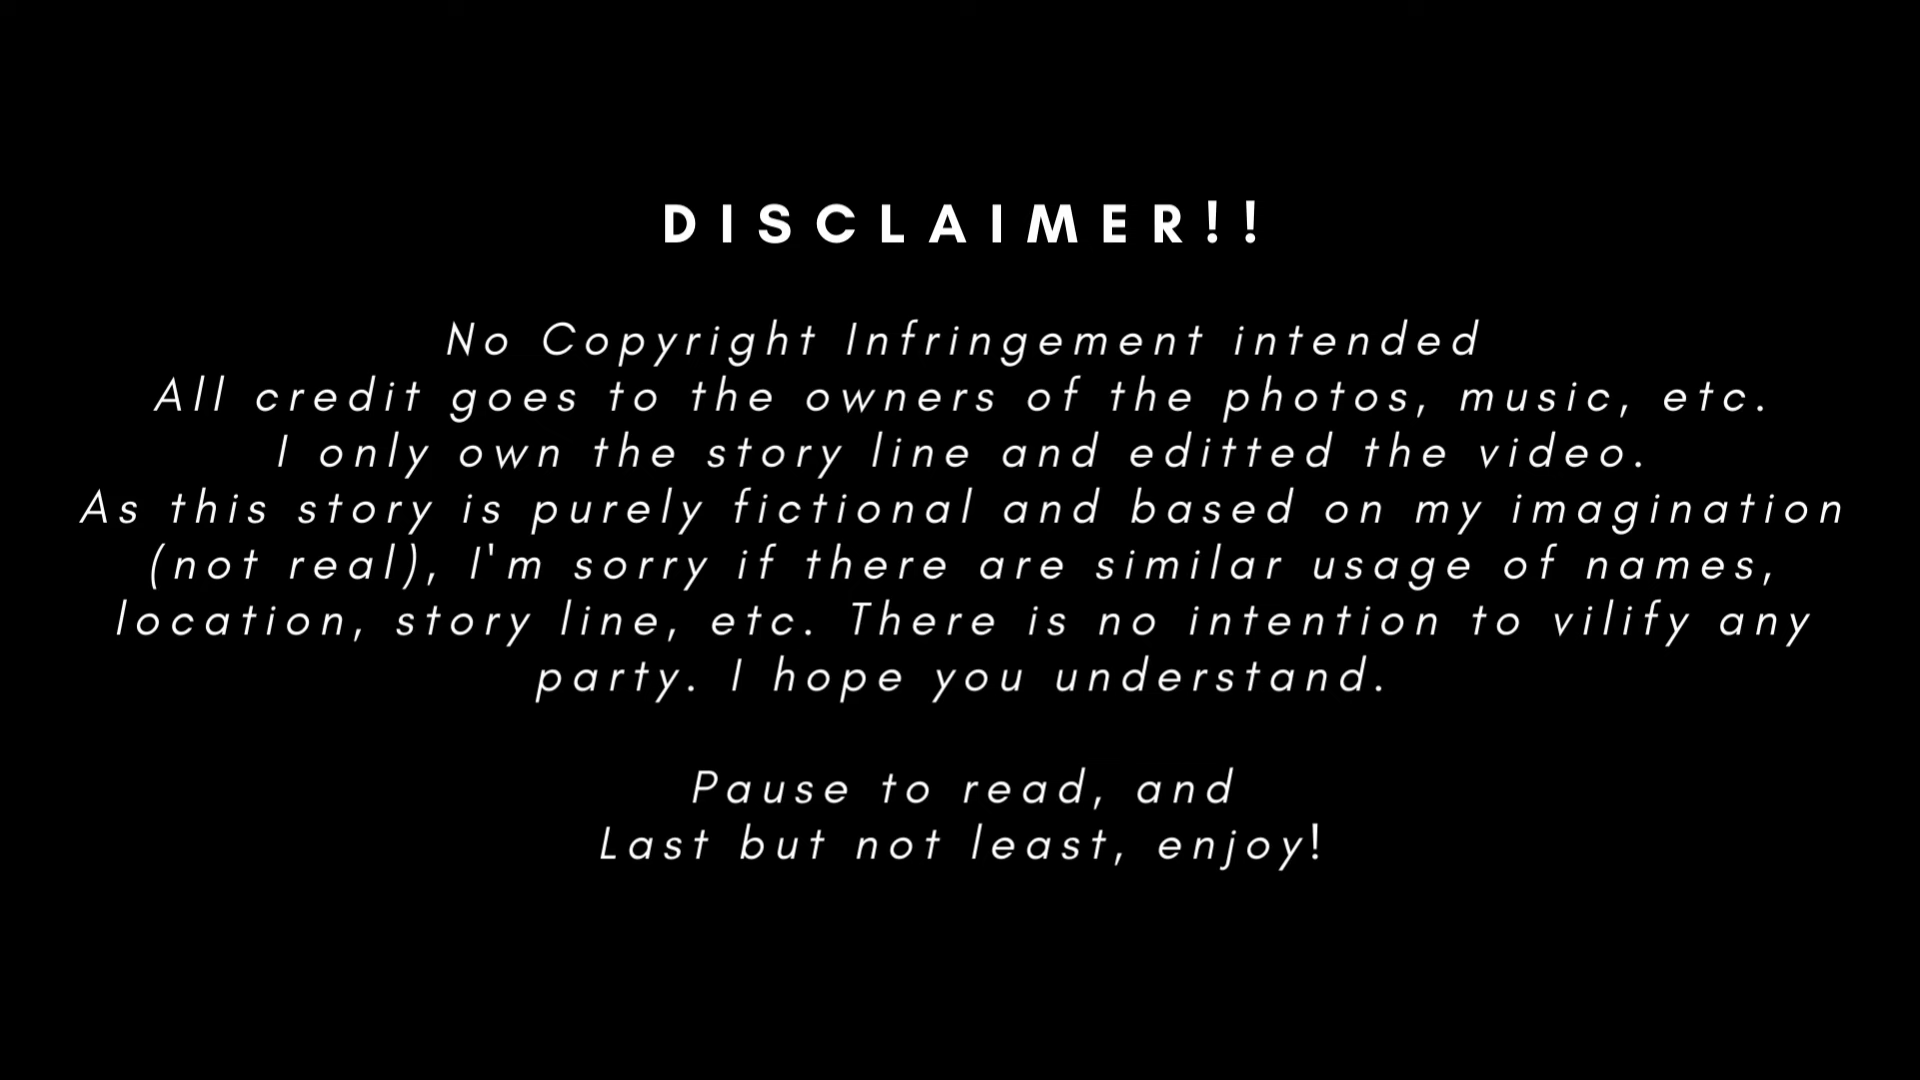 DISCLAIMER!!
No Copyright Infringement intended
All credit goes to the owners of the photos, music, etc.
I only own the story line and editted the video.
As this story is purely fictional and based on my imagination
(not real), I'm sorry if there are similar usage of names,
location, story line, etc. There is no intention to vilify any
party. I hope you understand.
Pause to read, and
Last but not least, enjoy!